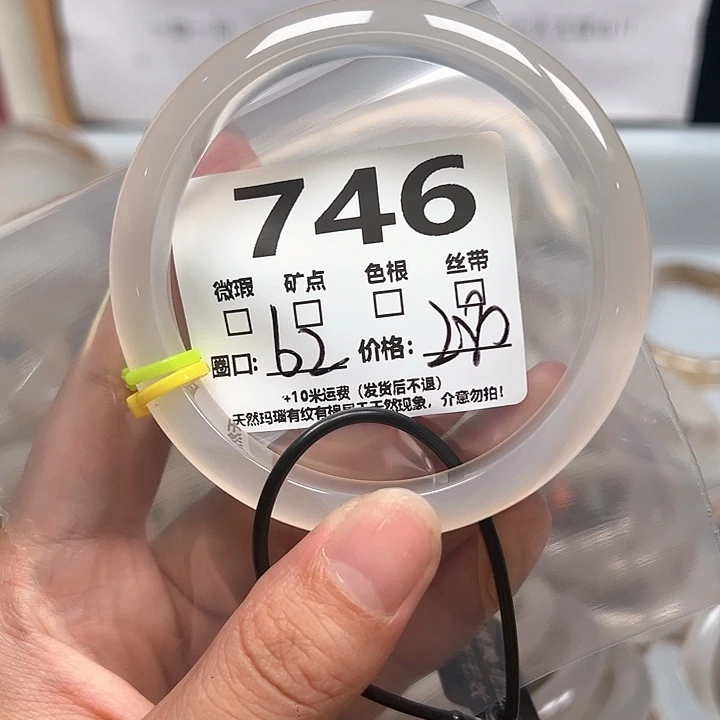 746
微瑕 矿点 色根 丝带
圈口: 62 价格:
+10米运费（发货后不退）
天然玛瑙有纹有棉属于天然现象，介意勿拍！